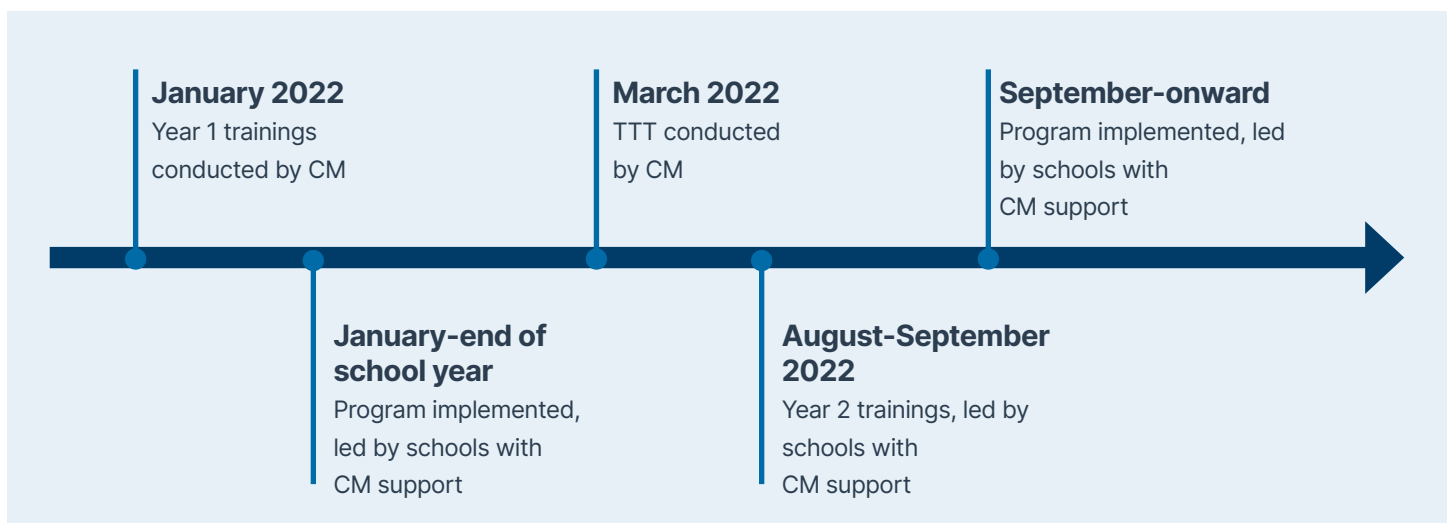 January 2022
Year 1 trainings
conducted by CM
January-end of
school year
Program implemented,
led by schools with
CM support
March 2022
TTT conducted
by CM
August-September
2022
Year 2 trainings, led by
schools with
CM support
September-onward
Program implemented, led
by schools with
CM support